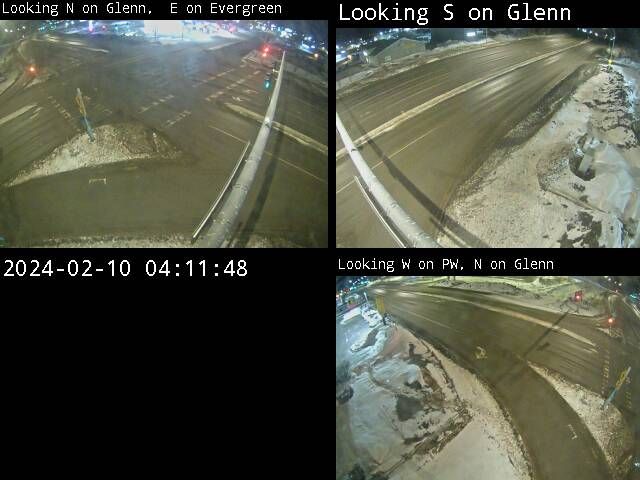 Looking N on Glenn,  E on Evergreen
Looking S on Glenn
2024-02-10 04:11:48
Looking W on PW, N on Glenn